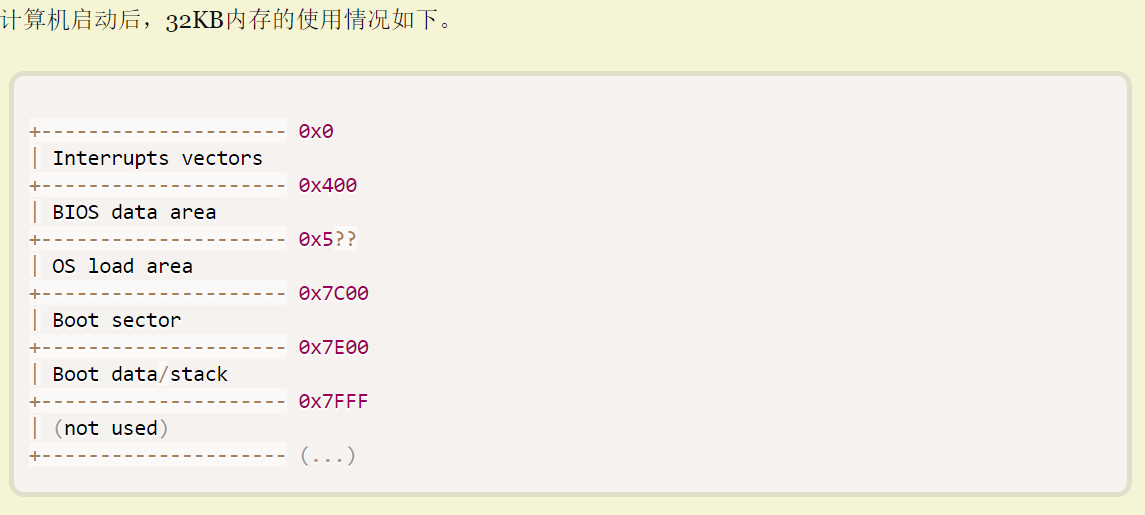 计算机启动后，32KB内存的使用情况如下。
+--------------------- 0x0
| Interrupts vectors
+--------------------- 0x400
| BIOS data area
+--------------------- 0x5??
| OS load area
+--------------------- 0x7C00
| Boot sector
+--------------------- 0x7E00
| Boot data/stack
+--------------------- 0x7FFF
| (not used)
+--------------------- (...)